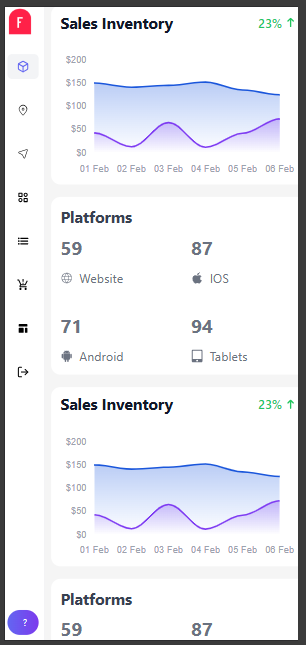 F
Sales Inventory 23%
$200
$150
$100
$50
$0
01 Feb 02 Feb 03 Feb 04 Feb 05 Feb 06 Feb
Platforms
59 87
Website IOS
71 94
Android Tablets
Sales Inventory 23%
$200
$150
$100
$50
$0
01 Feb 02 Feb 03 Feb 04 Feb 05 Feb 06 Feb
Platforms
59 87
?